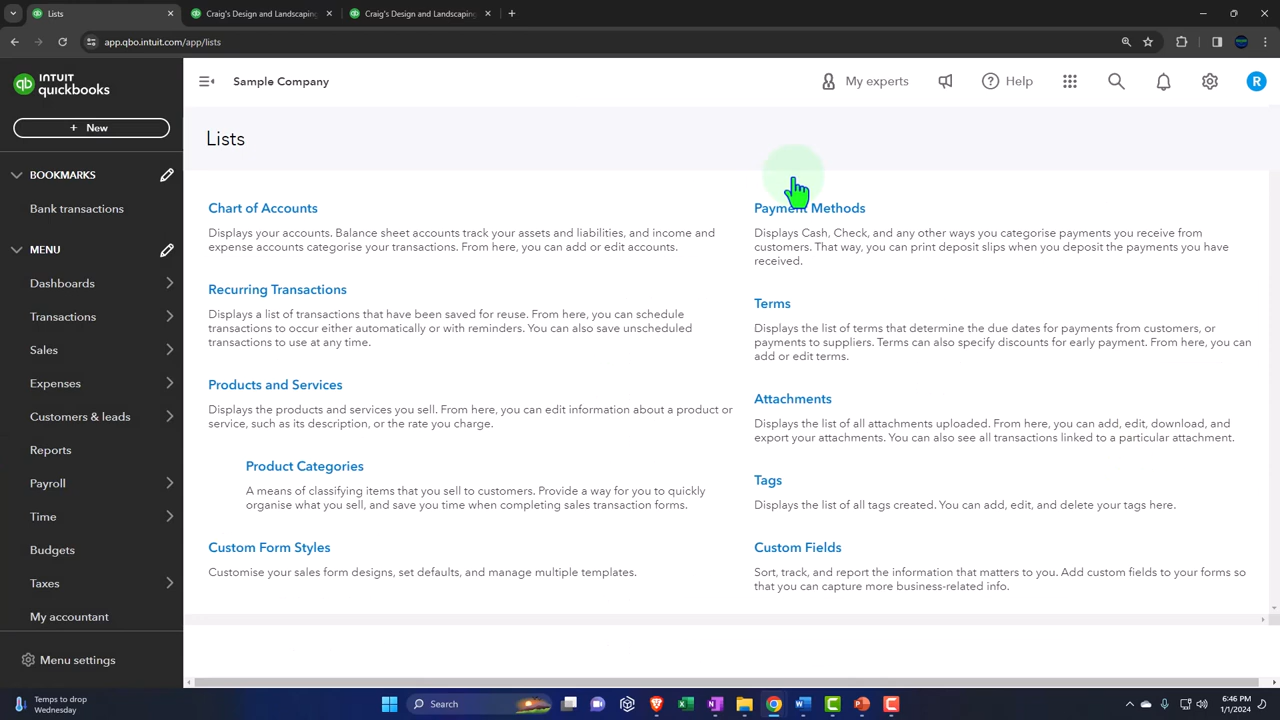 Lists
Craig's Design and Landscaping
Craig's Design and Landscaping
app.qbo.intuit.com/app/lists
INTUIT
quickbooks
Sample Company
My experts
Help
R
+ New
BOOKMARKS
Bank transactions
MENU
Dashboards
Transactions
Sales
Expenses
Customers & leads
Reports
Payroll
Time
Budgets
Taxes
My accountant
Menu settings
Lists
Chart of Accounts
Displays your accounts. Balance sheet accounts track your assets and liabilities, and income and
expense accounts categorise your transactions. From here, you can add or edit accounts.
Recurring Transactions
Displays a list of transactions that have been saved for reuse. From here, you can schedule
transactions to occur either automatically or with reminders. You can also save unscheduled
transactions to use at any time.
Products and Services
Displays the products and services you sell. From here, you can edit information about a product or
service, such as its description, or the rate you charge.
Product Categories
A means of classifying items that you sell to customers. Provide a way for you to quickly
organise what you sell, and save you time when completing sales transaction forms.
Custom Form Styles
Customise your sales form designs, set defaults, and manage multiple templates.
Payment Methods
Displays Cash, Check, and any other ways you categorise payments you receive from
customers. That way, you can print deposit slips when you deposit the payments you have
received.
Terms
Displays the list of terms that determine the due dates for payments from customers, or
payments to suppliers. Terms can also specify discounts for early payment. From here, you can
add or edit terms.
Attachments
Displays the list of all attachments uploaded. From here, you can add, edit, download, and
export your attachments. You can also see all transactions linked to a particular attachment.
Tags
Displays the list of all tags created. You can add, edit, and delete your tags here.
Custom Fields
Sort, track, and report the information that matters to you. Add custom fields to your forms so
that you can capture more business-related info.
Temps to drop
Wednesday
Search
6:46 PM
1/1/2024